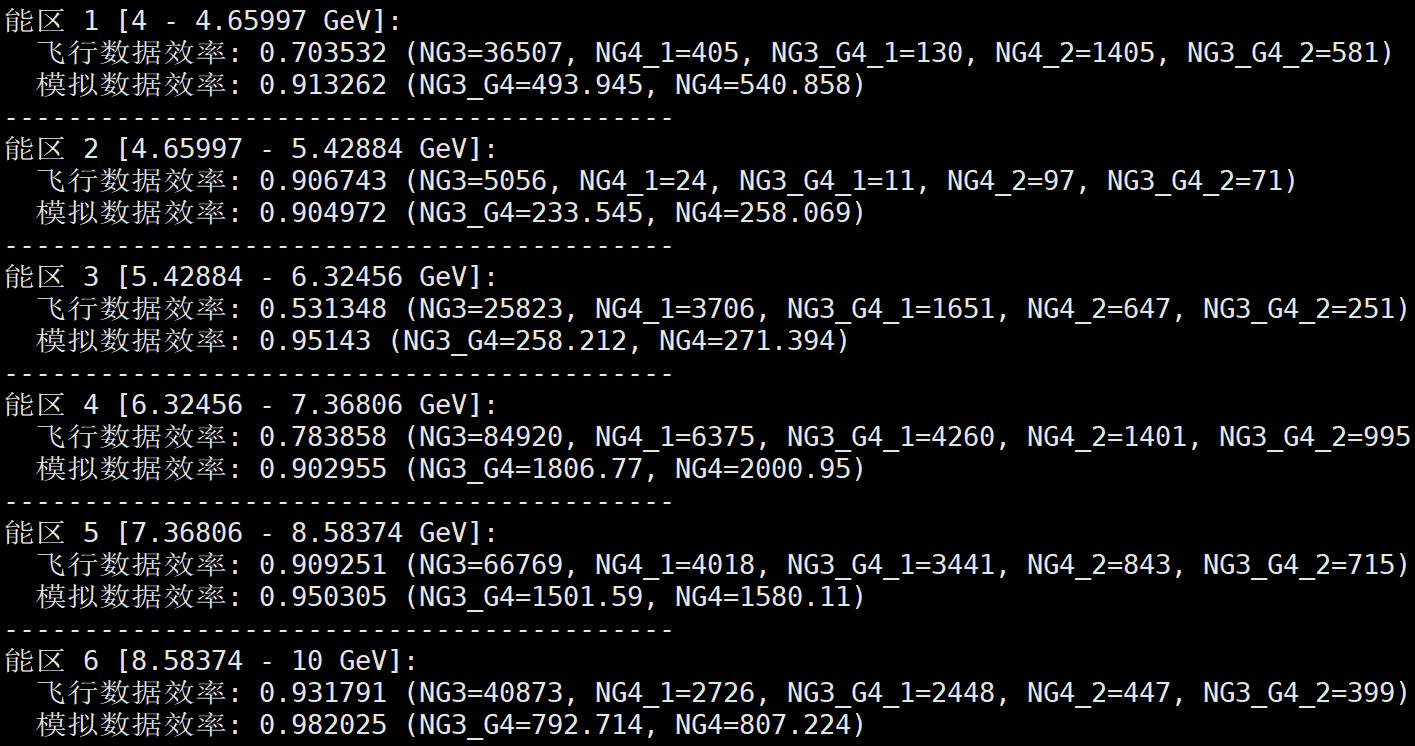 能区 1 [4 - 4.65997 GeV]:
  飞行数据效率: 0.703532 (NG3=36507, NG4_1=405, NG3_G4_1=130, NG4_2=1405, NG3_G4_2=581)
  模拟数据效率: 0.913262 (NG3_G4=493.945, NG4=540.858)
------------------------------------------
能区 2 [4.65997 - 5.42884 GeV]:
  飞行数据效率: 0.906743 (NG3=5056, NG4_1=24, NG3_G4_1=11, NG4_2=97, NG3_G4_2=71)
  模拟数据效率: 0.904972 (NG3_G4=233.545, NG4=258.069)
------------------------------------------
能区 3 [5.42884 - 6.32456 GeV]:
  飞行数据效率: 0.531348 (NG3=25823, NG4_1=3706, NG3_G4_1=1651, NG4_2=647, NG3_G4_2=251)
  模拟数据效率: 0.95143 (NG3_G4=258.212, NG4=271.394)
------------------------------------------
能区 4 [6.32456 - 7.36806 GeV]:
  飞行数据效率: 0.783858 (NG3=84920, NG4_1=6375, NG3_G4_1=4260, NG4_2=1401, NG3_G4_2=995
  模拟数据效率: 0.902955 (NG3_G4=1806.77, NG4=2000.95)
------------------------------------------
能区 5 [7.36806 - 8.58374 GeV]:
  飞行数据效率: 0.909251 (NG3=66769, NG4_1=4018, NG3_G4_1=3441, NG4_2=843, NG3_G4_2=715)
  模拟数据效率: 0.950305 (NG3_G4=1501.59, NG4=1580.11)
------------------------------------------
能区 6 [8.58374 - 10 GeV]:
  飞行数据效率: 0.931791 (NG3=40873, NG4_1=2726, NG3_G4_1=2448, NG4_2=447, NG3_G4_2=399)
  模拟数据效率: 0.982025 (NG3_G4=792.714, NG4=807.224)